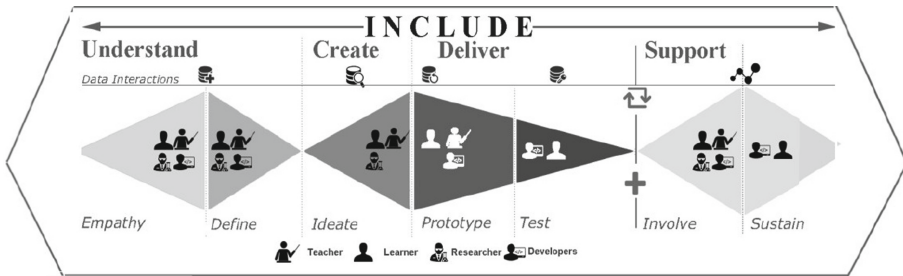 INCLUDE
Understand Create Deliver Support
Data Interactions
Empathy Define Ideate Prototype Test Involve Sustain
Teacher Learner Researcher Developers